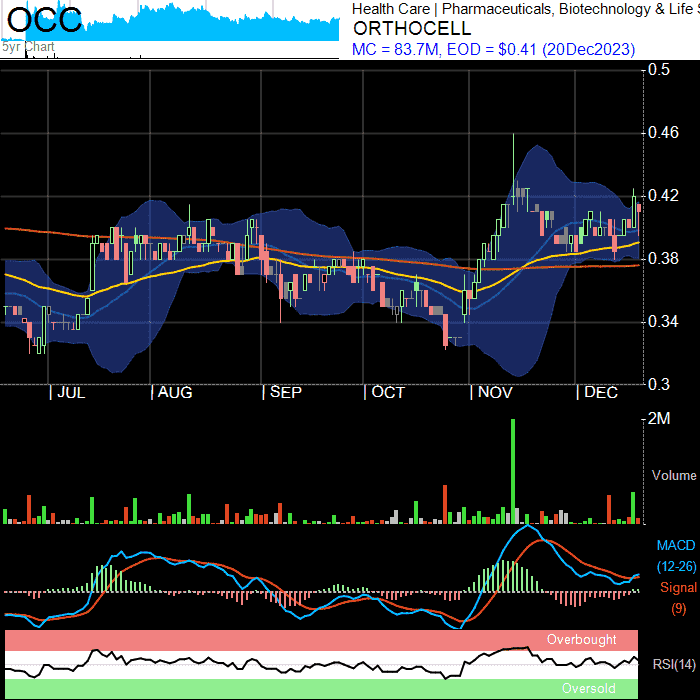 OCC
5yr Chart
Health Care | Pharmaceuticals, Biotechnology & Life S
ORTHOCELL
MC = 83.7M, EOD = $0.41 (20Dec2023)
0.5
0.46
0.42
0.38
0.34
0.3
| JUL | AUG | SEP | OCT | NOV | DEC
2M
Volume
MACD
(12-26)
Signal
(9)
Overbought
RSI(14)
Oversold